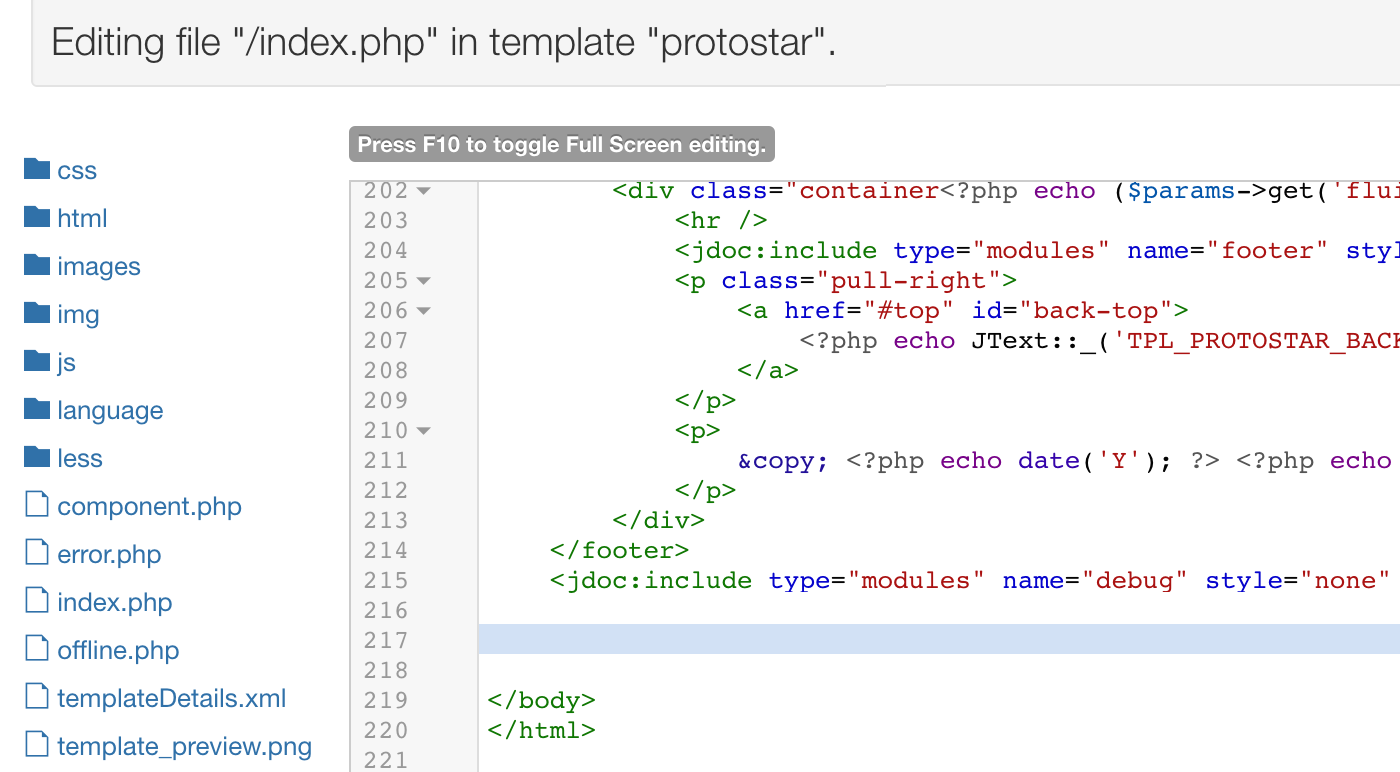 Editing file "/index.php" in template "protostar".
Press F10 to toggle Full Screen editing.
css
html
images
img
js
language
less
component.php
error.php
index.php
offline.php
templateDetails.xml
template_preview.png
202 <div class="container<?php echo ($params->get('flui
203 <hr />
204 <jdoc:include type="modules" name="footer" styl
205 <p class="pull-right">
206 <a href="#top" id="back-top">
207 <?php echo JText::_('TPL_PROTOSTAR_BACK
208 </a>
209 </p>
210 <p>
211 &copy; <?php echo date('Y'); ?> <?php echo
212 </p>
213 </div>
214 </footer>
215 <jdoc:include type="modules" name="debug" style="none"
216
217
218
219 </body>
220 </html>
221